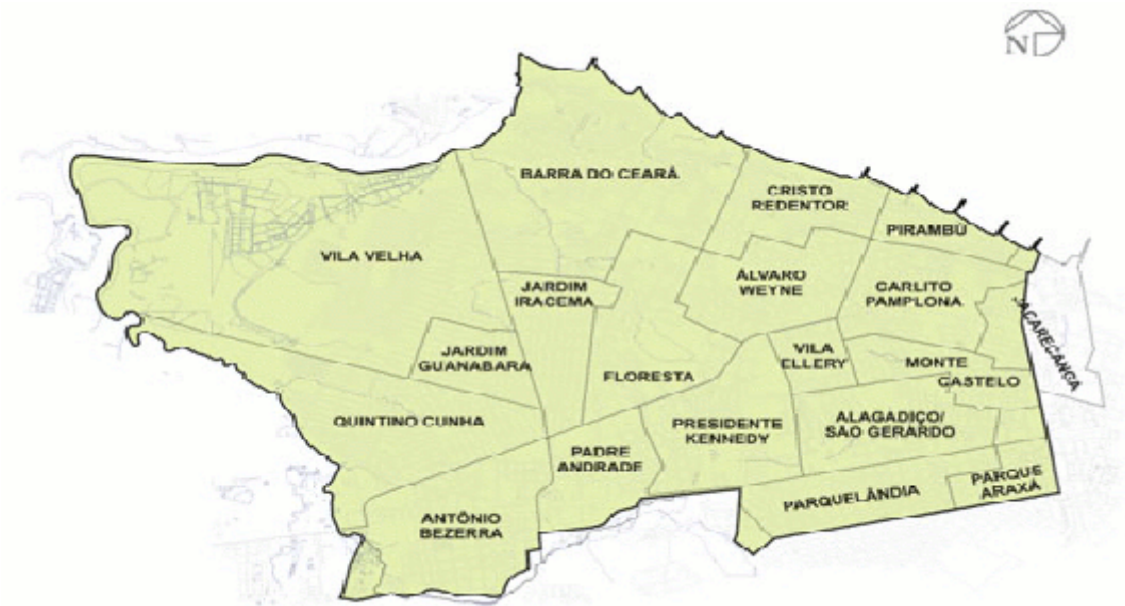 N
BARRA DO CEARÁ
CRISTO
REDENTOR
PIRAMBÚ
VILA VELHA
JARDIM
IRACEMA
ÁLVARO
WEYNE
CARLITO
PAMPLONA
JACARECANGA
JARDIM
GUANABARA
FLORESTA
VILA
ELLERY
MONTE
CASTELO
QUINTINO CUNHA
PRESIDENTE
KENNEDY
ALAGADIÇO/
SÃO GERARDO
PADRE
ANDRADE
PARQUELÂNDIA
PARQUE
ARAXÁ
ANTÔNIO
BEZERRA